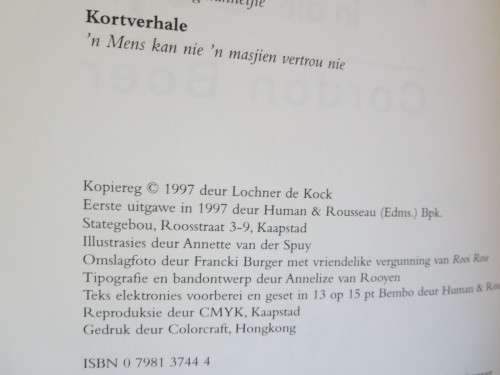 Kortverhale
'n Mens kan nie 'n masjien vertrou nie
Kopiereg © 1997 deur Lochner de Kock
Eerste uitgawe in 1997 deur Human & Rousseau (Edms.) Bpk.
Stategebou, Roosstraat 3-9, Kaapstad
Illustrasies deur Annette van der Spuy
Omslagfoto deur Francki Burger met vriendelike vergunning van Rooi Rose
Tipografie en bandontwerp deur Annelize van Rooyen
Teks elektronies voorberei en geset in 13 op 15 pt Bembo deur Human &
Reproduksie deur CMYK, Kaapstad
Gedruk deur Colorcraft, Hongkong
ISBN 0 7981 3744 4